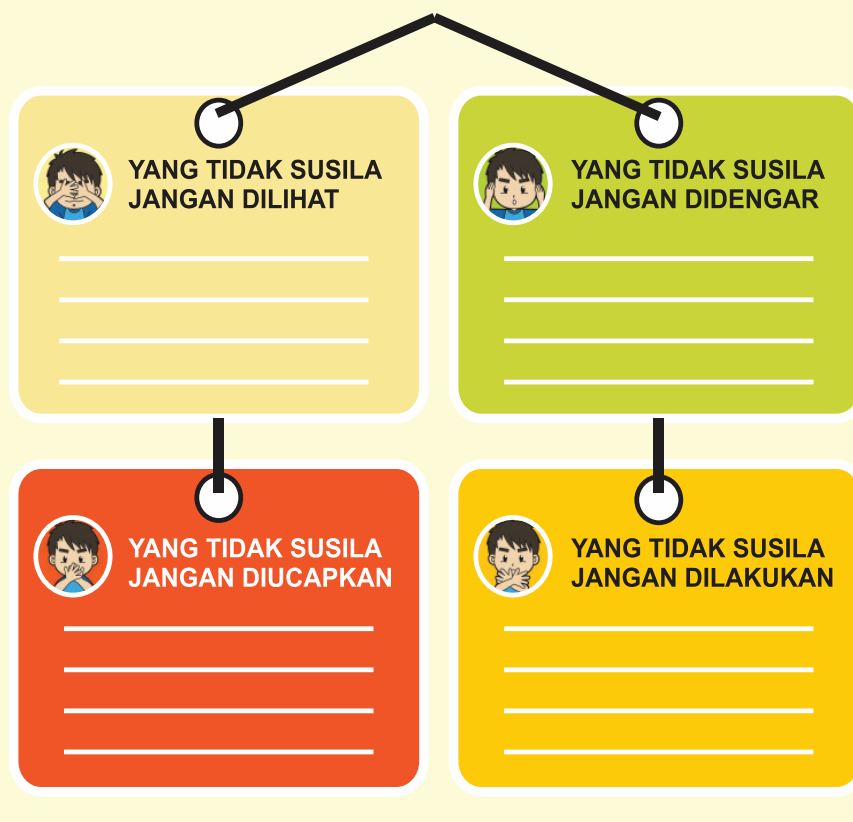 YANG TIDAK SUSILA
JANGAN DILIHAT
YANG TIDAK SUSILA
JANGAN DIDENGAR
YANG TIDAK SUSILA
JANGAN DIUCAPKAN
YANG TIDAK SUSILA
JANGAN DILAKUKAN